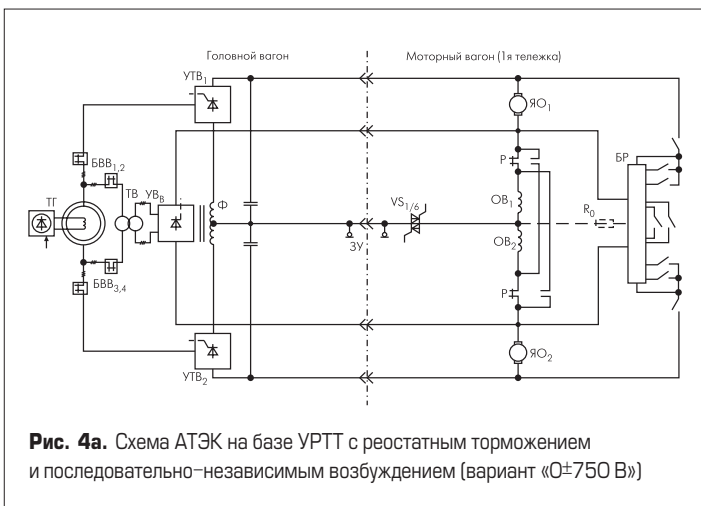 Головной вагон
Моторный вагон (1я тележка)
УТВ1
ЯО1
БВВ1,2
ТВ
УВВ
ТГ
Ф
Р
БР
VS1/6
ОВ1
R0
ЗУ
ОВ2
БВВ3,4
Р
ЯО2
УТВ2
Рис. 4а. Схема АТЭК на базе УРТТ с реостатным торможением
и последовательно-независимым возбуждением (вариант «0±750 В»)